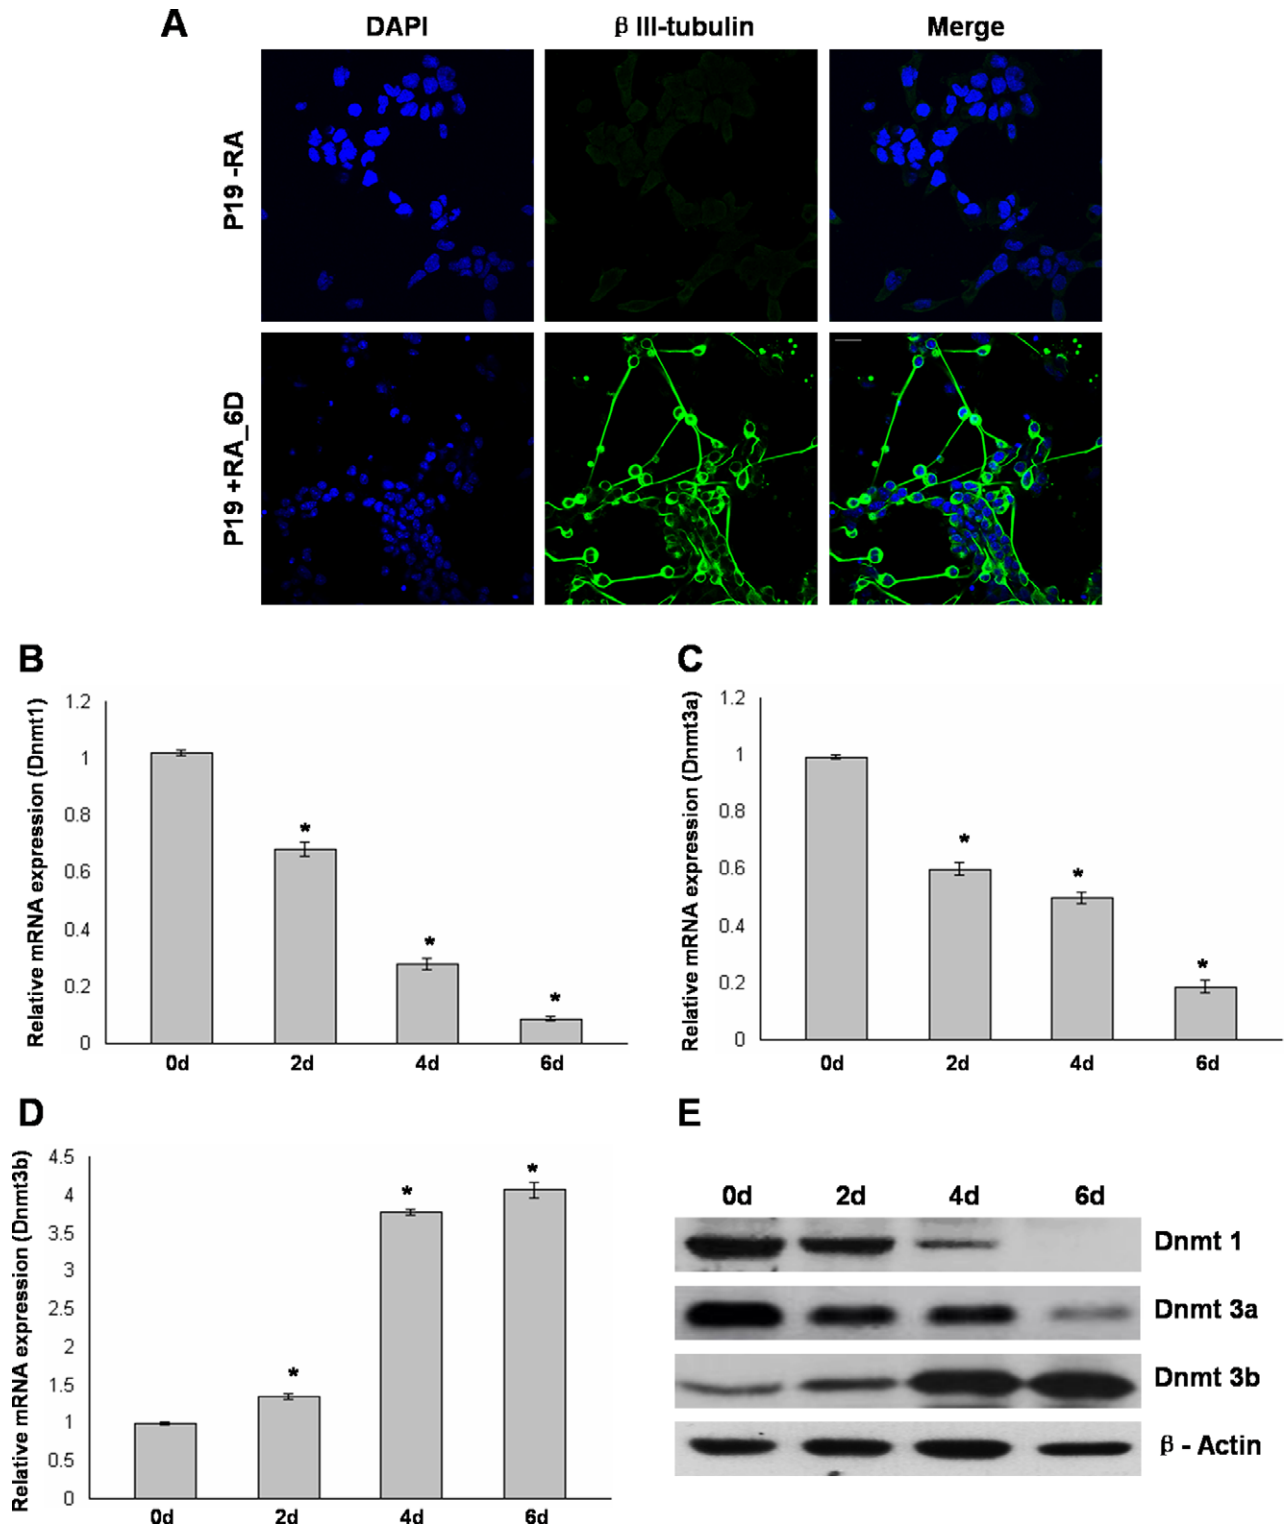 A
DAPI
β III-tubulin
Merge
P19 -RA
P19 +RA_6D
B
Relative mRNA expression (Dnmt1)
1.2
1
0.8
0.6
0.4
0.2
0
0d 2d 4d 6d
C
Relative mRNA expression (Dnmt3a)
1.2
1
0.8
0.6
0.4
0.2
0
0d 2d 4d 6d
* * *
* * *
D
Relative mRNA expression (Dnmt3b)
4.5
4
3.5
3
2.5
2
1.5
1
0.5
0
* * *
0d 2d 4d 6d
E
0d 2d 4d 6d
Dnmt 1
Dnmt 3a
Dnmt 3b
β - Actin